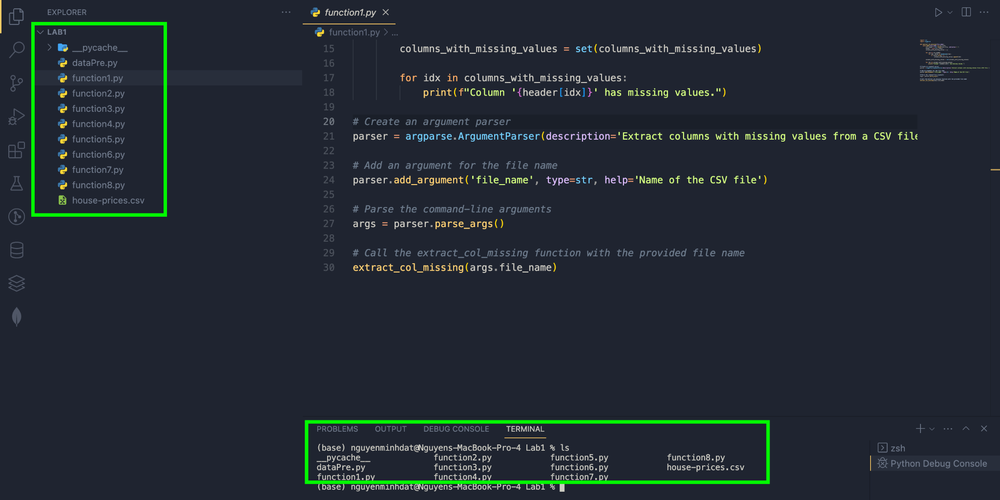 EXPLORER
LAB1
__pycache__
dataPre.py
function1.py
function2.py
function3.py
function4.py
function5.py
function6.py
function7.py
function8.py
house-prices.csv
function1.py
function1.py > ...
15 columns_with_missing_values = set(columns_with_missing_values)
16
17 for idx in columns_with_missing_values:
18 print(f"Column '{header[idx]}' has missing values.")
19
20 # Create an argument parser
21 parser = argparse.ArgumentParser(description='Extract columns with missing values from a CSV file
22
23 # Add an argument for the file name
24 parser.add_argument('file_name', type=str, help='Name of the CSV file')
25
26 # Parse the command-line arguments
27 args = parser.parse_args()
28
29 # Call the extract_col_missing function with the provided file name
30 extract_col_missing(args.file_name)
PROBLEMS OUTPUT DEBUG CONSOLE TERMINAL
(base) nguyenminhdat@Nguyens-MacBook-Pro-4 Lab1 % ls
__pycache__ function2.py function5.py function8.py
dataPre.py function3.py function6.py house-prices.csv
function1.py function4.py function7.py
(base) nguyenminhdat@Nguyens-MacBook-Pro-4 Lab1 %
zsh
Python Debug Console